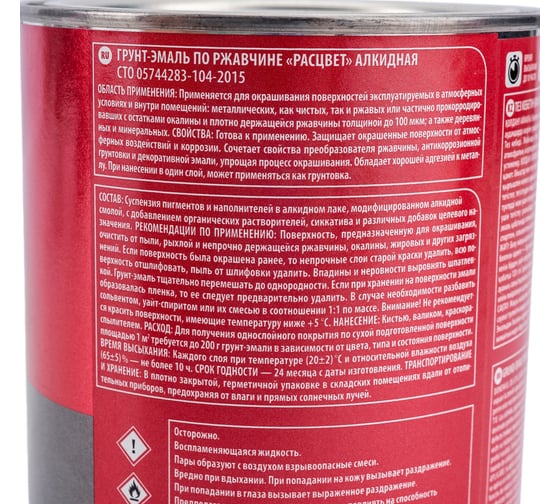 RU ГРУНТ-ЭМАЛЬ ПО РЖАВЧИНЕ «РАСЦВЕТ» АЛКИДНАЯ
СТО 05744283-104-2015
ОБЛАСТЬ ПРИМЕНЕНИЯ: Применяется для окрашивания поверхностей эксплуатируемых в атмосферных
условиях и внутри помещений: металлических, как чистых, так и ржавых или частично прокорродиро-
вавших с остатками окалины и плотно держащейся ржавчины толщиной до 100 мкм; а также деревян-
ных и минеральных. СВОЙСТВА: Готова к применению. Защищает окрашенные поверхности от атмос-
ферных воздействий и коррозии. Сочетает свойства преобразователя ржавчины, антикоррозионной
грунтовки и декоративной эмали, упрощая процесс окрашивания. Обладает хорошей адгезией к метал-
лу. При нанесении в один слой, может применяться как грунтовка.
СОСТАВ: Суспензия пигментов и наполнителей в алкидном лаке, модифицированном алкидной
смолой, с добавлением органических растворителей, сиккатива и различных добавок целевого на-
значения. РЕКОМЕНДАЦИИ ПО ПРИМЕНЕНИЮ: Поверхность, предназначенную для окрашивания,
очистить от пыли, рыхлой и непрочно держащейся ржавчины, окалины, жировых и других загряз-
нений. Если поверхность была окрашена ранее, то непрочные слои старой краски удалить, всю по-
верхность отшлифовать, пыль от шлифовки удалить. Впадины и неровности выровнять шпатлев-
кой. Грунт-эмаль тщательно перемешать до однородности. Если при хранении на поверхности эмали
образовалась пленка, то ее следует предварительно удалить. В случае необходимости разбавить
сольвентом, уайт-спиритом или их смесью в соотношении 1:1 по массе. Внимание! Не рекомендует-
ся красить поверхности, имеющие температуру ниже +5 °С. НАНЕСЕНИЕ: Кистью, валиком, краскора-
спылителем. РАСХОД: Для получения однослойного покрытия по сухой подготовленной поверхности
площадью 1 м² требуется до 200 г грунт-эмали в зависимости от цвета, типа и состояния поверхности.
ВРЕМЯ ВЫСЫХАНИЯ: Каждого слоя при температуре (20±2) °С и относительной влажности воздуха
(65±5) % — не более 10 ч. СРОК ГОДНОСТИ — 24 месяца с даты изготовления. ТРАНСПОРТИРОВАНИЕ
И ХРАНЕНИЕ: В плотно закрытой, герметичной упаковке в складских помещениях вдали от отопи-
тельных приборов, предохраняя от влаги и прямых солнечных лучей.
Осторожно.
Воспламеняющаяся жидкость.
Пары образуют с воздухом взрывоопасные смеси.
Вредно при вдыхании. При попадании на кожу вызывает раздражение.
При попадании в глаза вызывает выраженное раздражение.